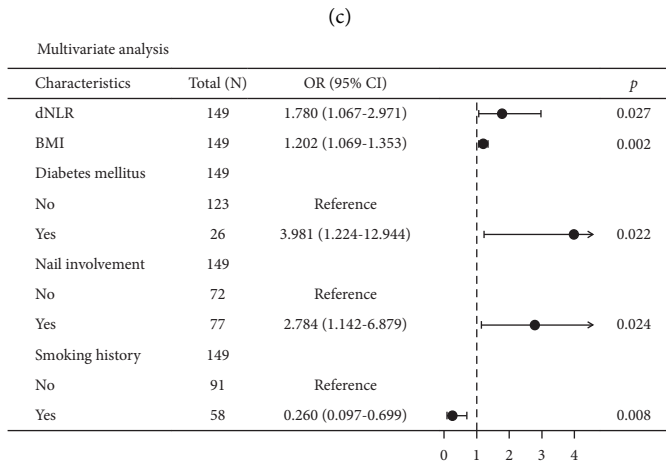 (c)
Multivariate analysis
Characteristics Total (N) OR (95% CI) p
dNLR 149 1.780 (1.067-2.971) 0.027
BMI 149 1.202 (1.069-1.353) 0.002
Diabetes mellitus 149
No 123 Reference
Yes 26 3.981 (1.224-12.944) 0.022
Nail involvement 149
No 72 Reference
Yes 77 2.784 (1.142-6.879) 0.024
Smoking history 149
No 91 Reference
Yes 58 0.260 (0.097-0.699) 0.008
0 1 2 3 4